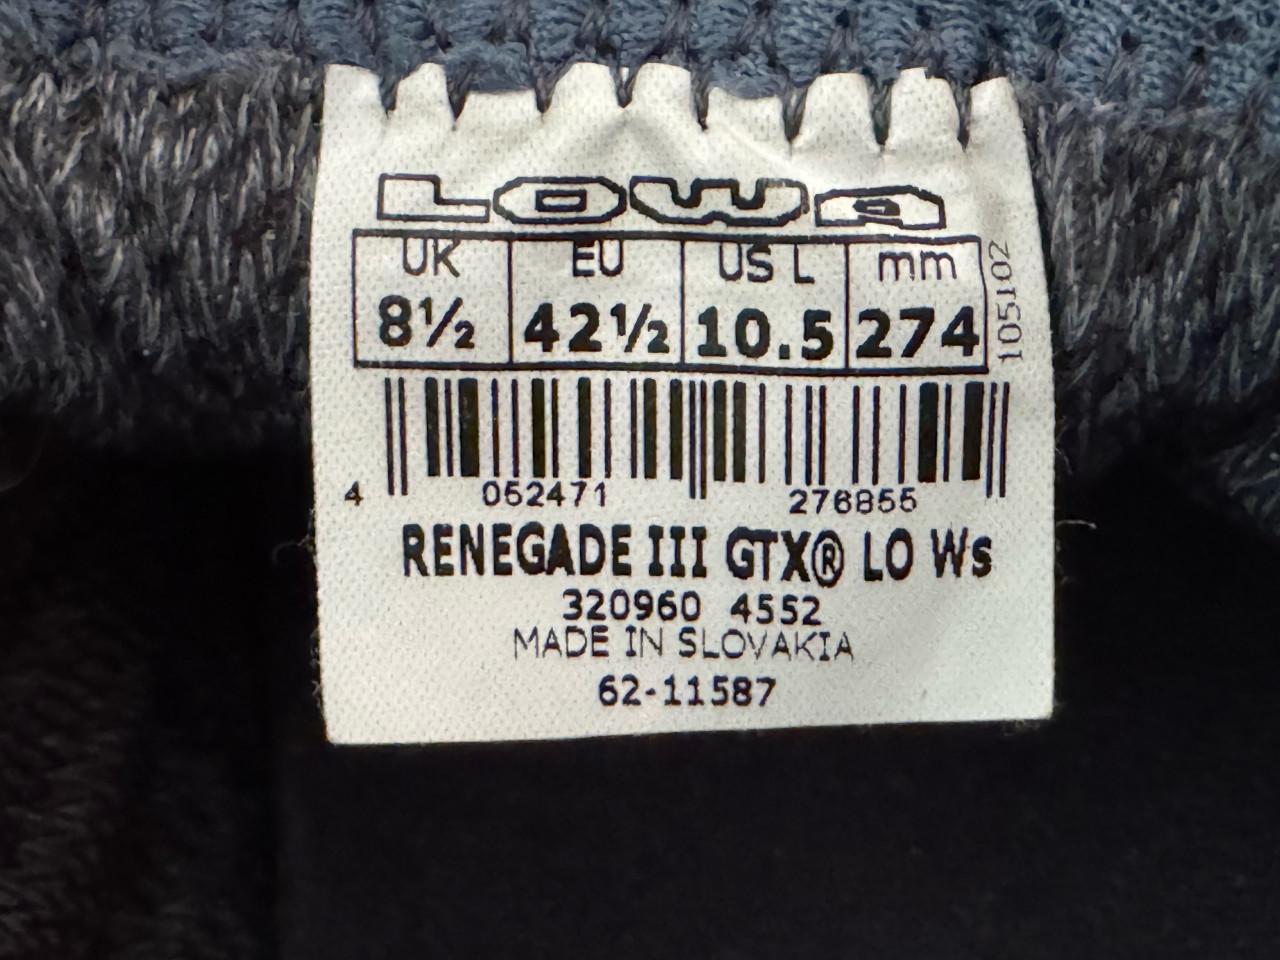 LOWA
UK EU US L mm
8½ 42½ 10.5 274
105102
4 052471 276855
RENEGADE III GTX® LO Ws
320960 4552
MADE IN SLOVAKIA
62-11587